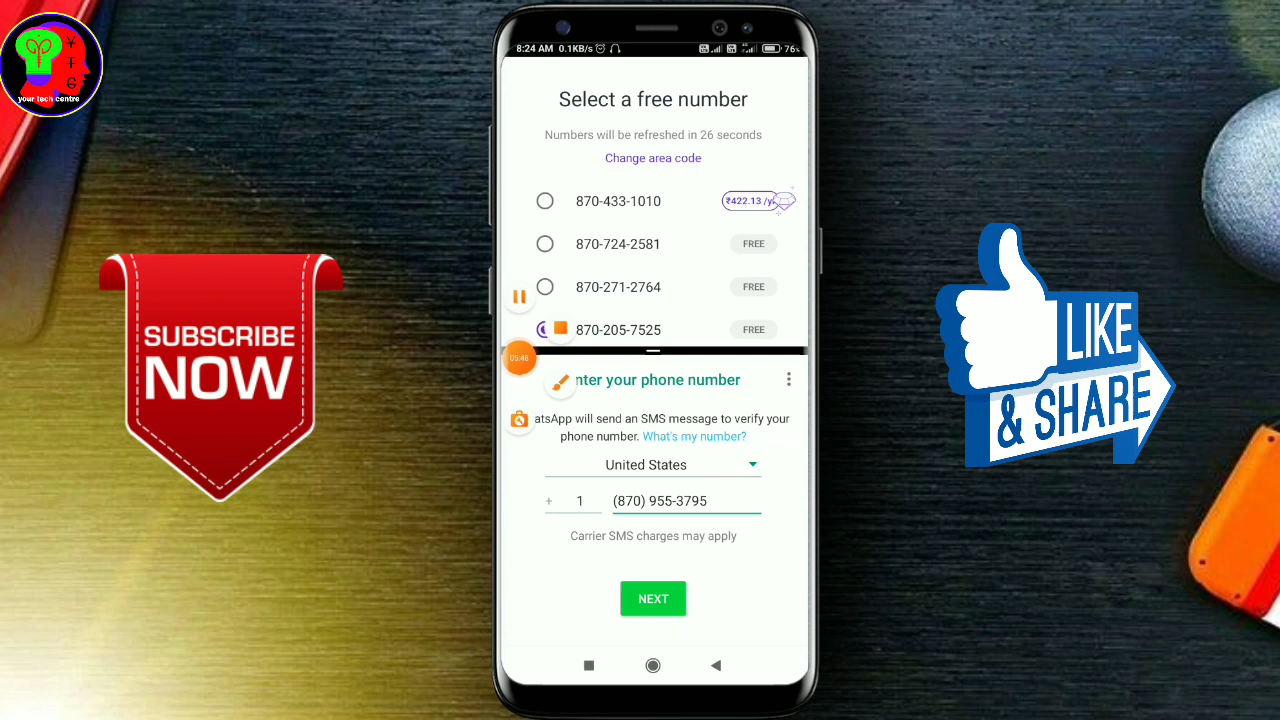 ¥
T
C
your tech centre
SUBSCRIBE
NOW
8:24 AM 0.1KB/s
76%
Select a free number
Numbers will be refreshed in 26 seconds
Change area code
870-433-1010 ₹422.13 /y
870-724-2581 FREE
870-271-2764 FREE
870-205-7525 FREE
05:46
nter your phone number
atsApp will send an SMS message to verify your
phone number. What's my number?
United States
+ 1 (870) 955-3795
Carrier SMS charges may apply
NEXT
LIKE
& SHARE